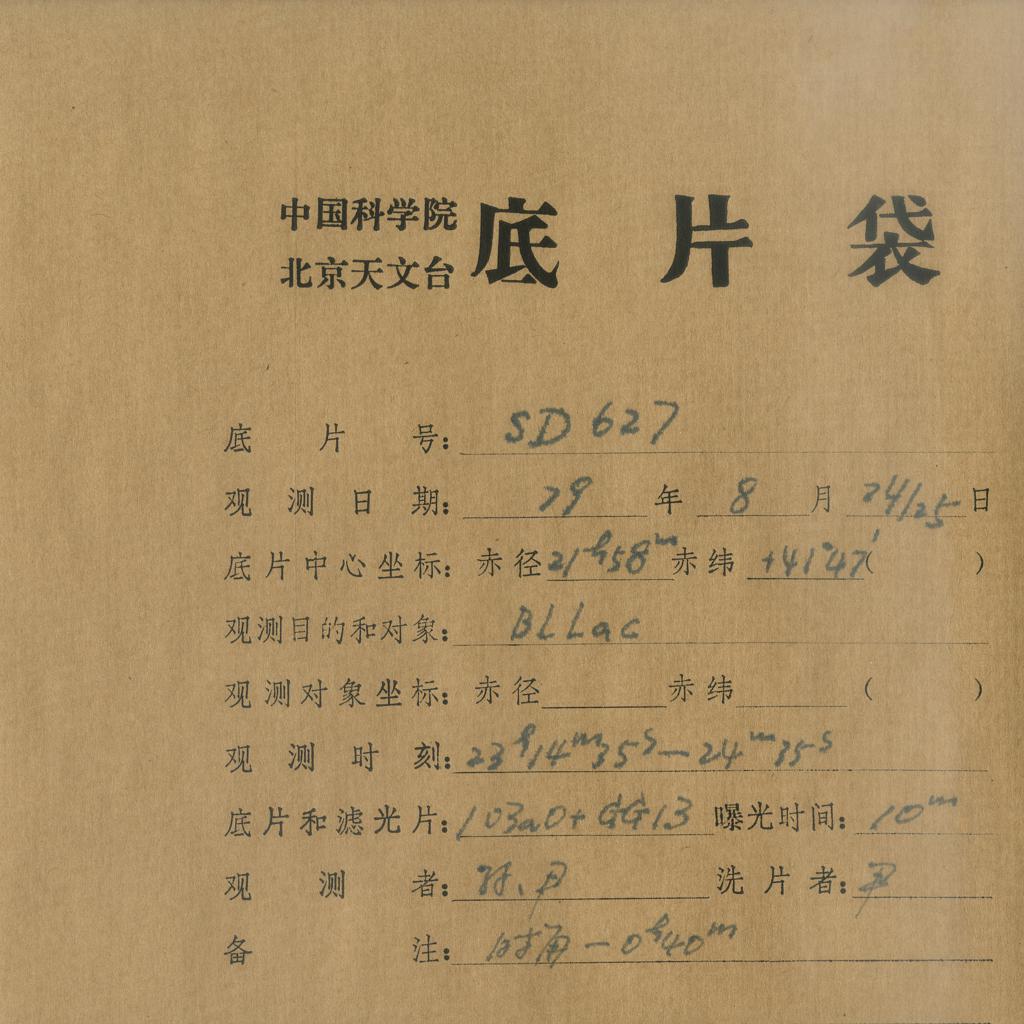 中国科学院
北京天文台
底片袋
底片号: SD 627
观测日期: 79 年 8 月 24/25 日
底片中心坐标: 赤径 21h58m 赤纬 +41°47′ ( )
观测目的和对象: BLLac
观测对象坐标: 赤径 赤纬 ( )
观测时刻: 23h14m35s—24m35s
底片和滤光片: 103aO+GG13 曝光时间: 10m
观测者: 尹 洗片者: 尹
备注: 时角 -0h40m